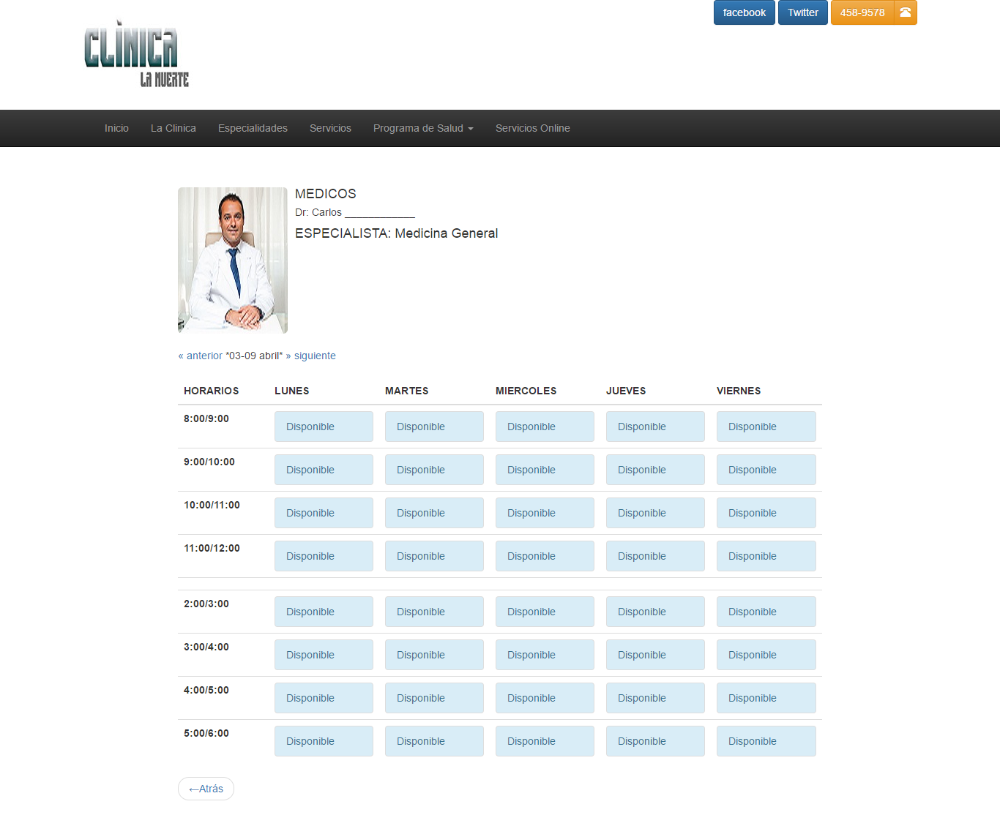 facebook Twitter 458-9578
CLÌNICA
LA MUERTE
Inicio La Clinica Especialidades Servicios Programa de Salud Servicios Online
MEDICOS
Dr: Carlos ____________
ESPECIALISTA: Medicina General
« anterior *03-09 abril* » siguiente
HORARIOS LUNES MARTES MIERCOLES JUEVES VIERNES
8:00/9:00 Disponible Disponible Disponible Disponible Disponible
9:00/10:00 Disponible Disponible Disponible Disponible Disponible
10:00/11:00 Disponible Disponible Disponible Disponible Disponible
11:00/12:00 Disponible Disponible Disponible Disponible Disponible
2:00/3:00 Disponible Disponible Disponible Disponible Disponible
3:00/4:00 Disponible Disponible Disponible Disponible Disponible
4:00/5:00 Disponible Disponible Disponible Disponible Disponible
5:00/6:00 Disponible Disponible Disponible Disponible Disponible
←Atrás